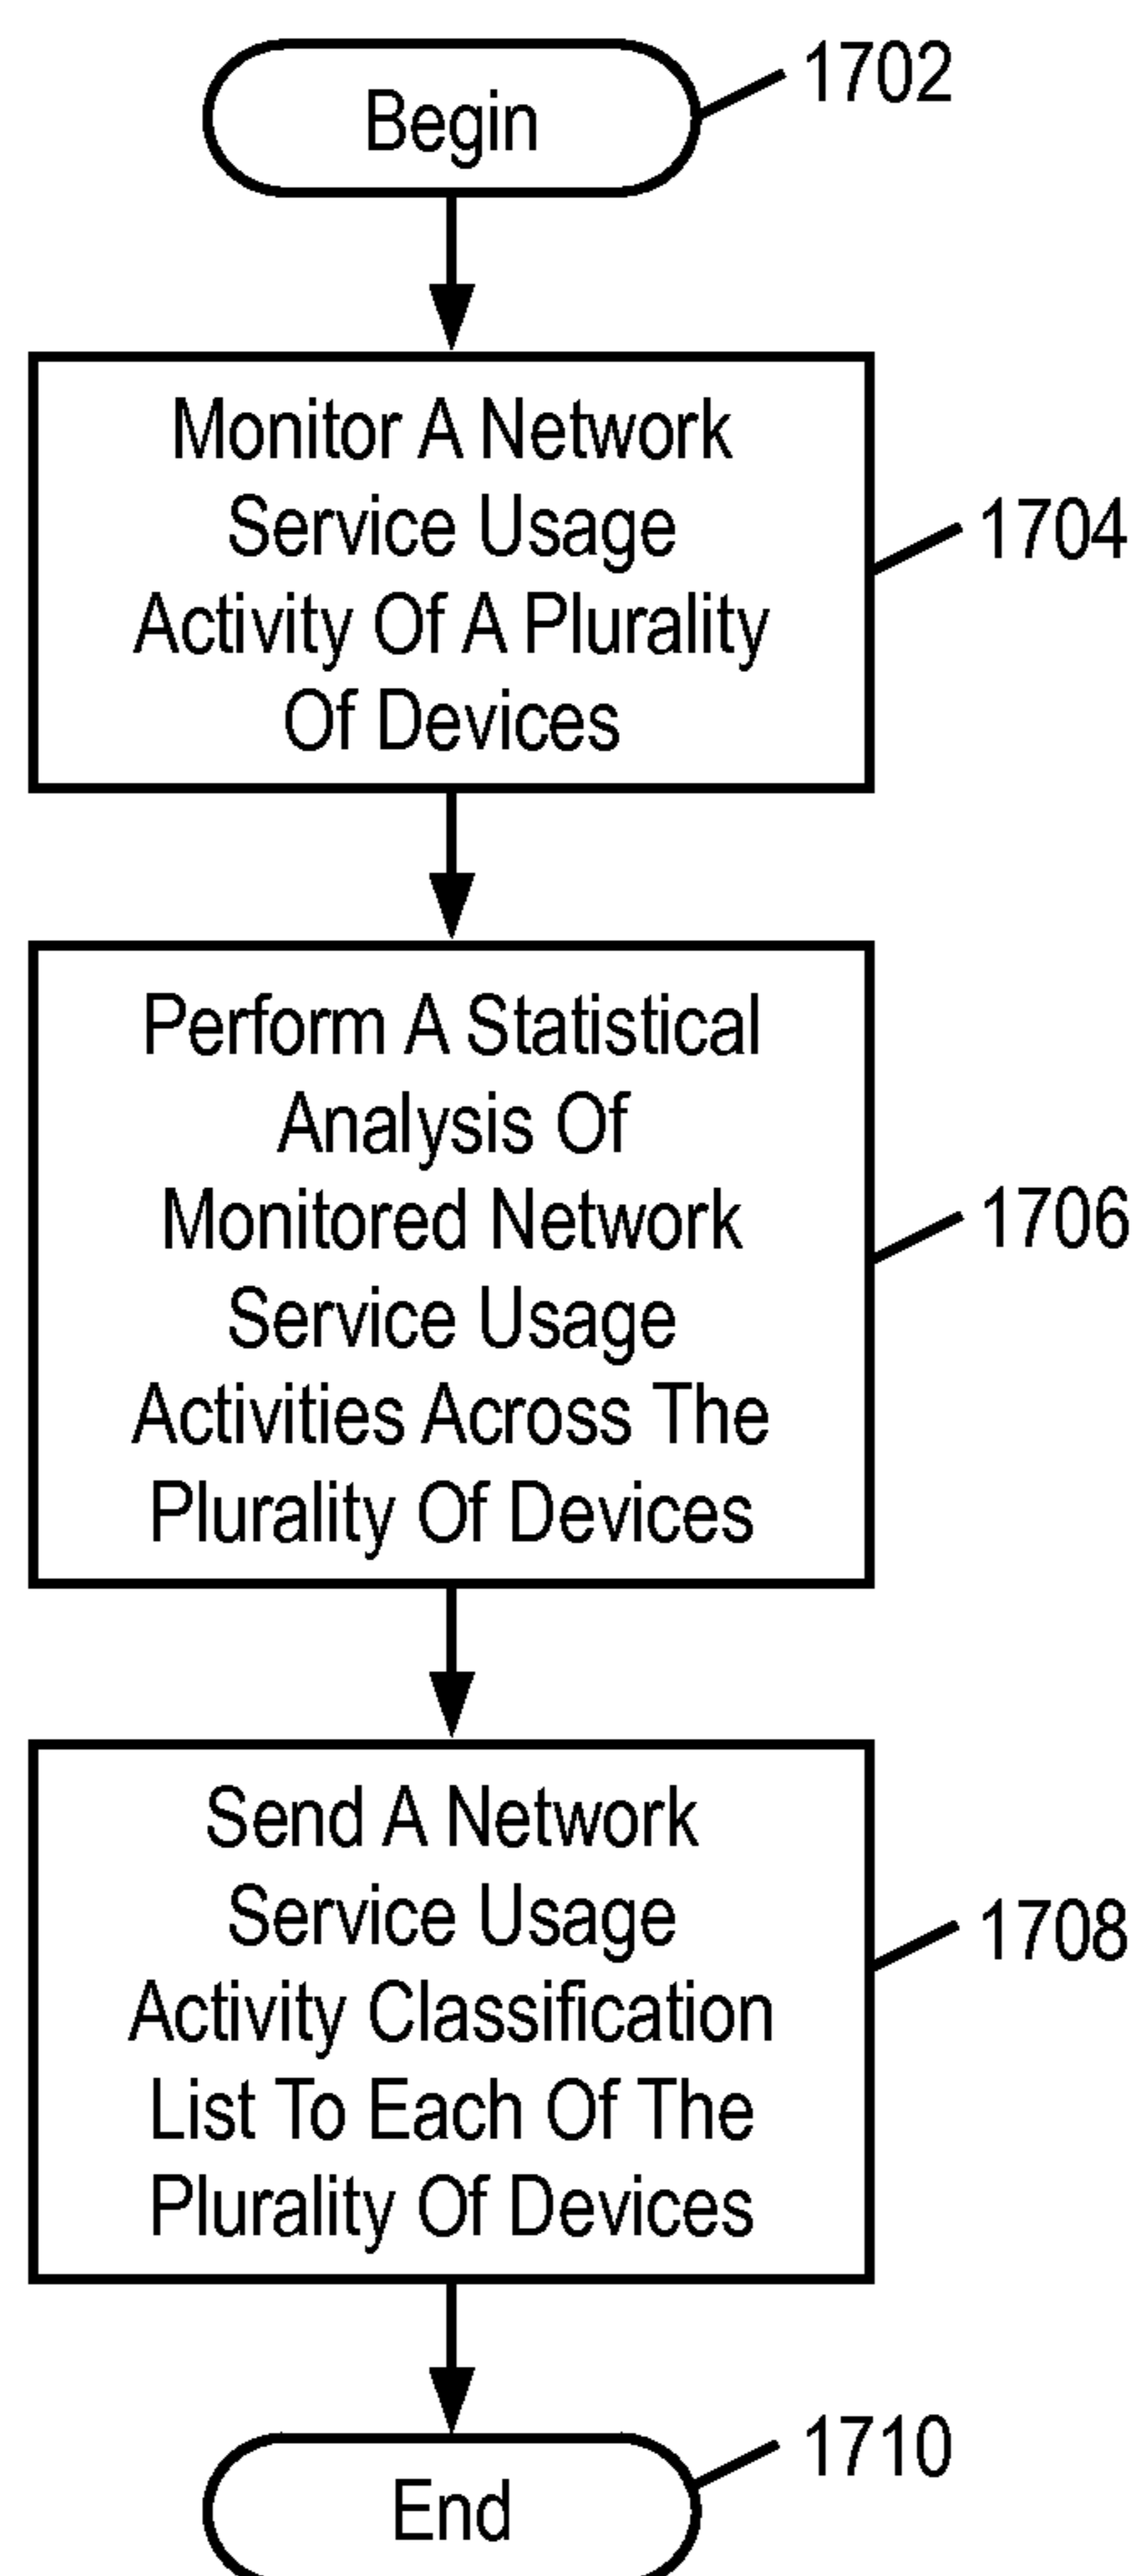 Begin
1702
Monitor A Network
Service Usage
Activity Of A Plurality
Of Devices
1704
Perform A Statistical
Analysis Of
Monitored Network
Service Usage
Activities Across The
Plurality Of Devices
1706
Send A Network
Service Usage
Activity Classification
List To Each Of The
Plurality Of Devices
1708
End
1710